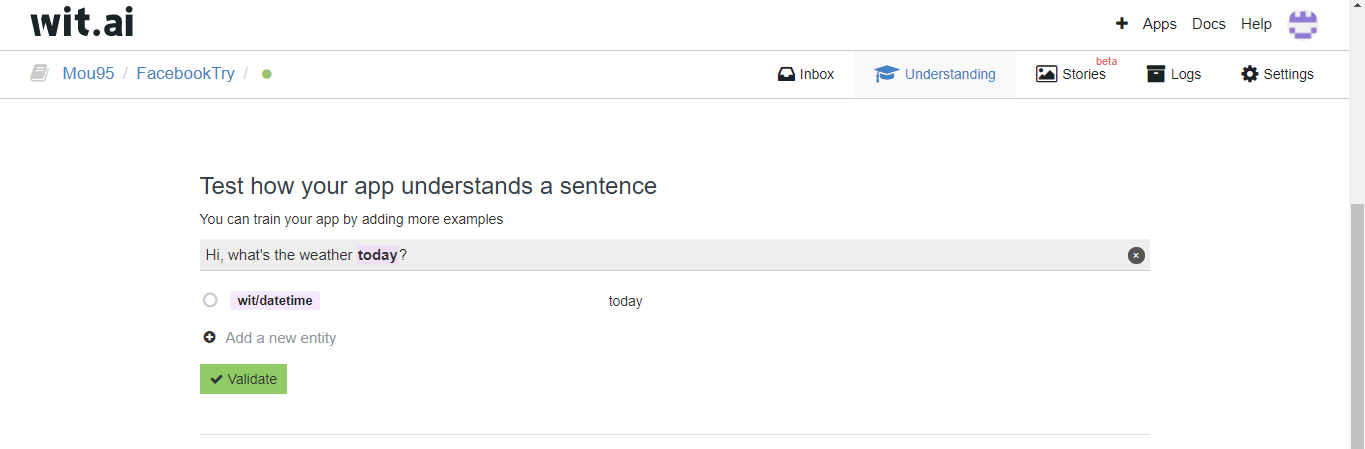 wit.ai
Apps Docs Help
Mou95 / FacebookTry /
Inbox Understanding Stories beta Logs Settings
Test how your app understands a sentence
You can train your app by adding more examples
Hi, what's the weather today?
wit/datetime today
Add a new entity
Validate